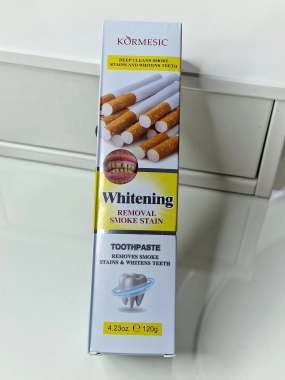 KORMESIC
DEEP CLEANS SMOKE
STAINS AND WHITENS TEETH
Whitening
REMOVAL
SMOKE STAIN
TOOTHPASTE
REMOVES SMOKE
STAINS & WHITENS TEETH
4.23oz. ℮ 120g